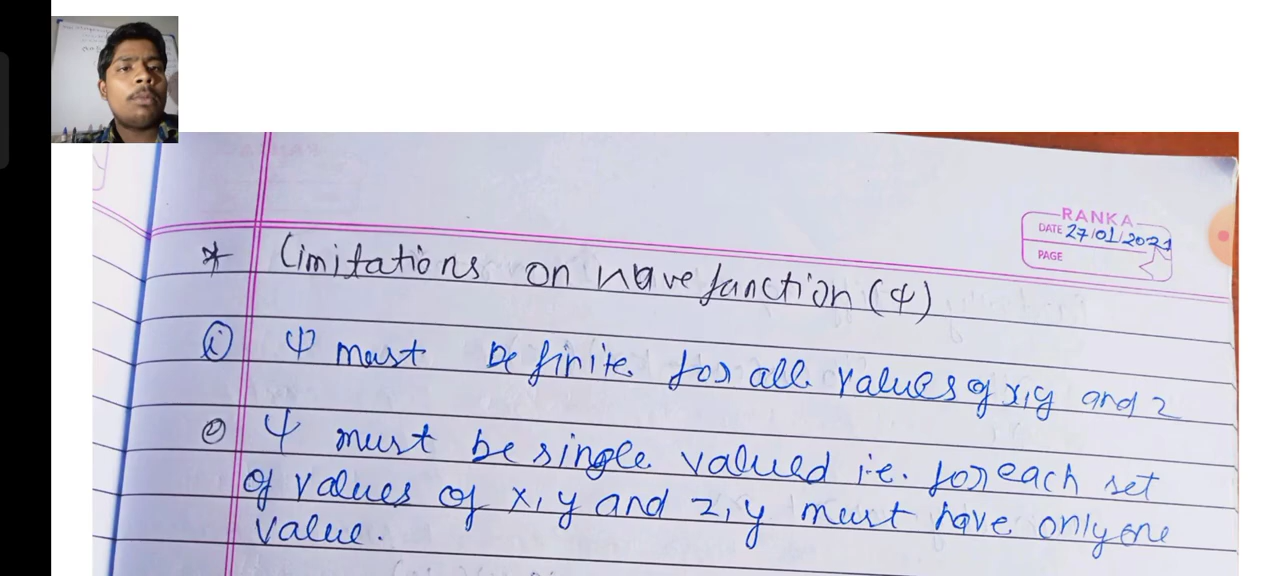 RANKA
DATE 27/01/2021
PAGE
* Limitations on wave function (ψ)
(i) ψ must be finite. for all values of x, y and z
ψ must be single valued i.e. for each set
of values of x, y and z, ψ must have only one
value.